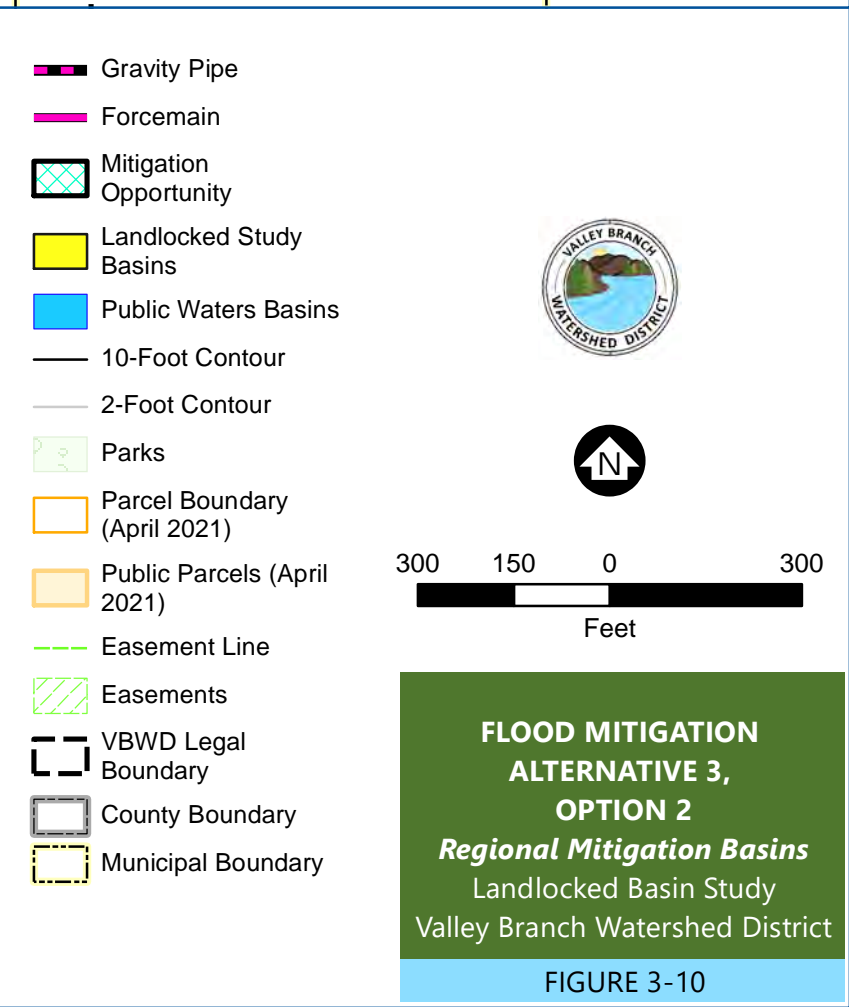 Gravity Pipe
Forcemain
Mitigation
Opportunity
Landlocked Study
Basins
Public Waters Basins
10-Foot Contour
2-Foot Contour
Parks
Parcel Boundary
(April 2021)
Public Parcels (April
2021)
Easement Line
Easements
VBWD Legal
Boundary
County Boundary
Municipal Boundary
VALLEY BRANCH
WATERSHED DISTRICT
N
300 150 0 300
Feet
FLOOD MITIGATION
ALTERNATIVE 3,
OPTION 2
Regional Mitigation Basins
Landlocked Basin Study
Valley Branch Watershed District
FIGURE 3-10